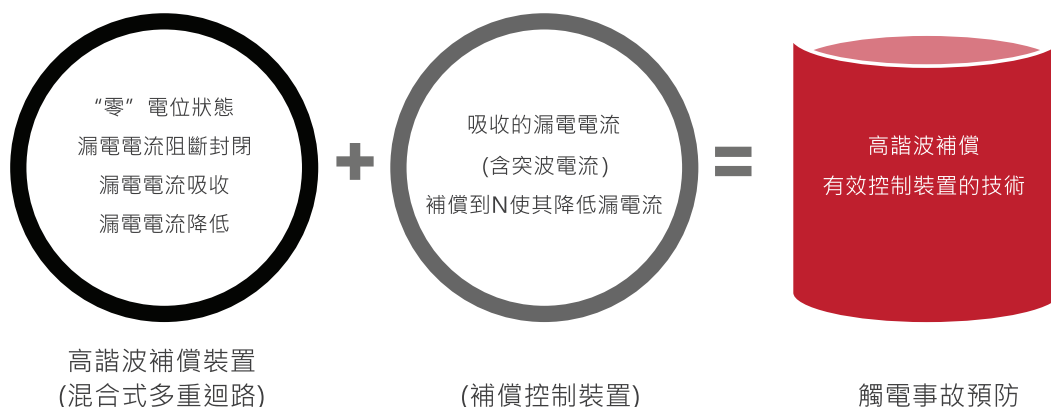 “零”電位狀態
漏電電流阻斷封閉
漏電電流吸收
漏電電流降低
+
吸收的漏電電流
(含突波電流)
補償到N使其降低漏電流
=
高諧波補償
有效控制裝置的技術
高諧波補償裝置
(混合式多重迴路)
(補償控制裝置)
觸電事故預防